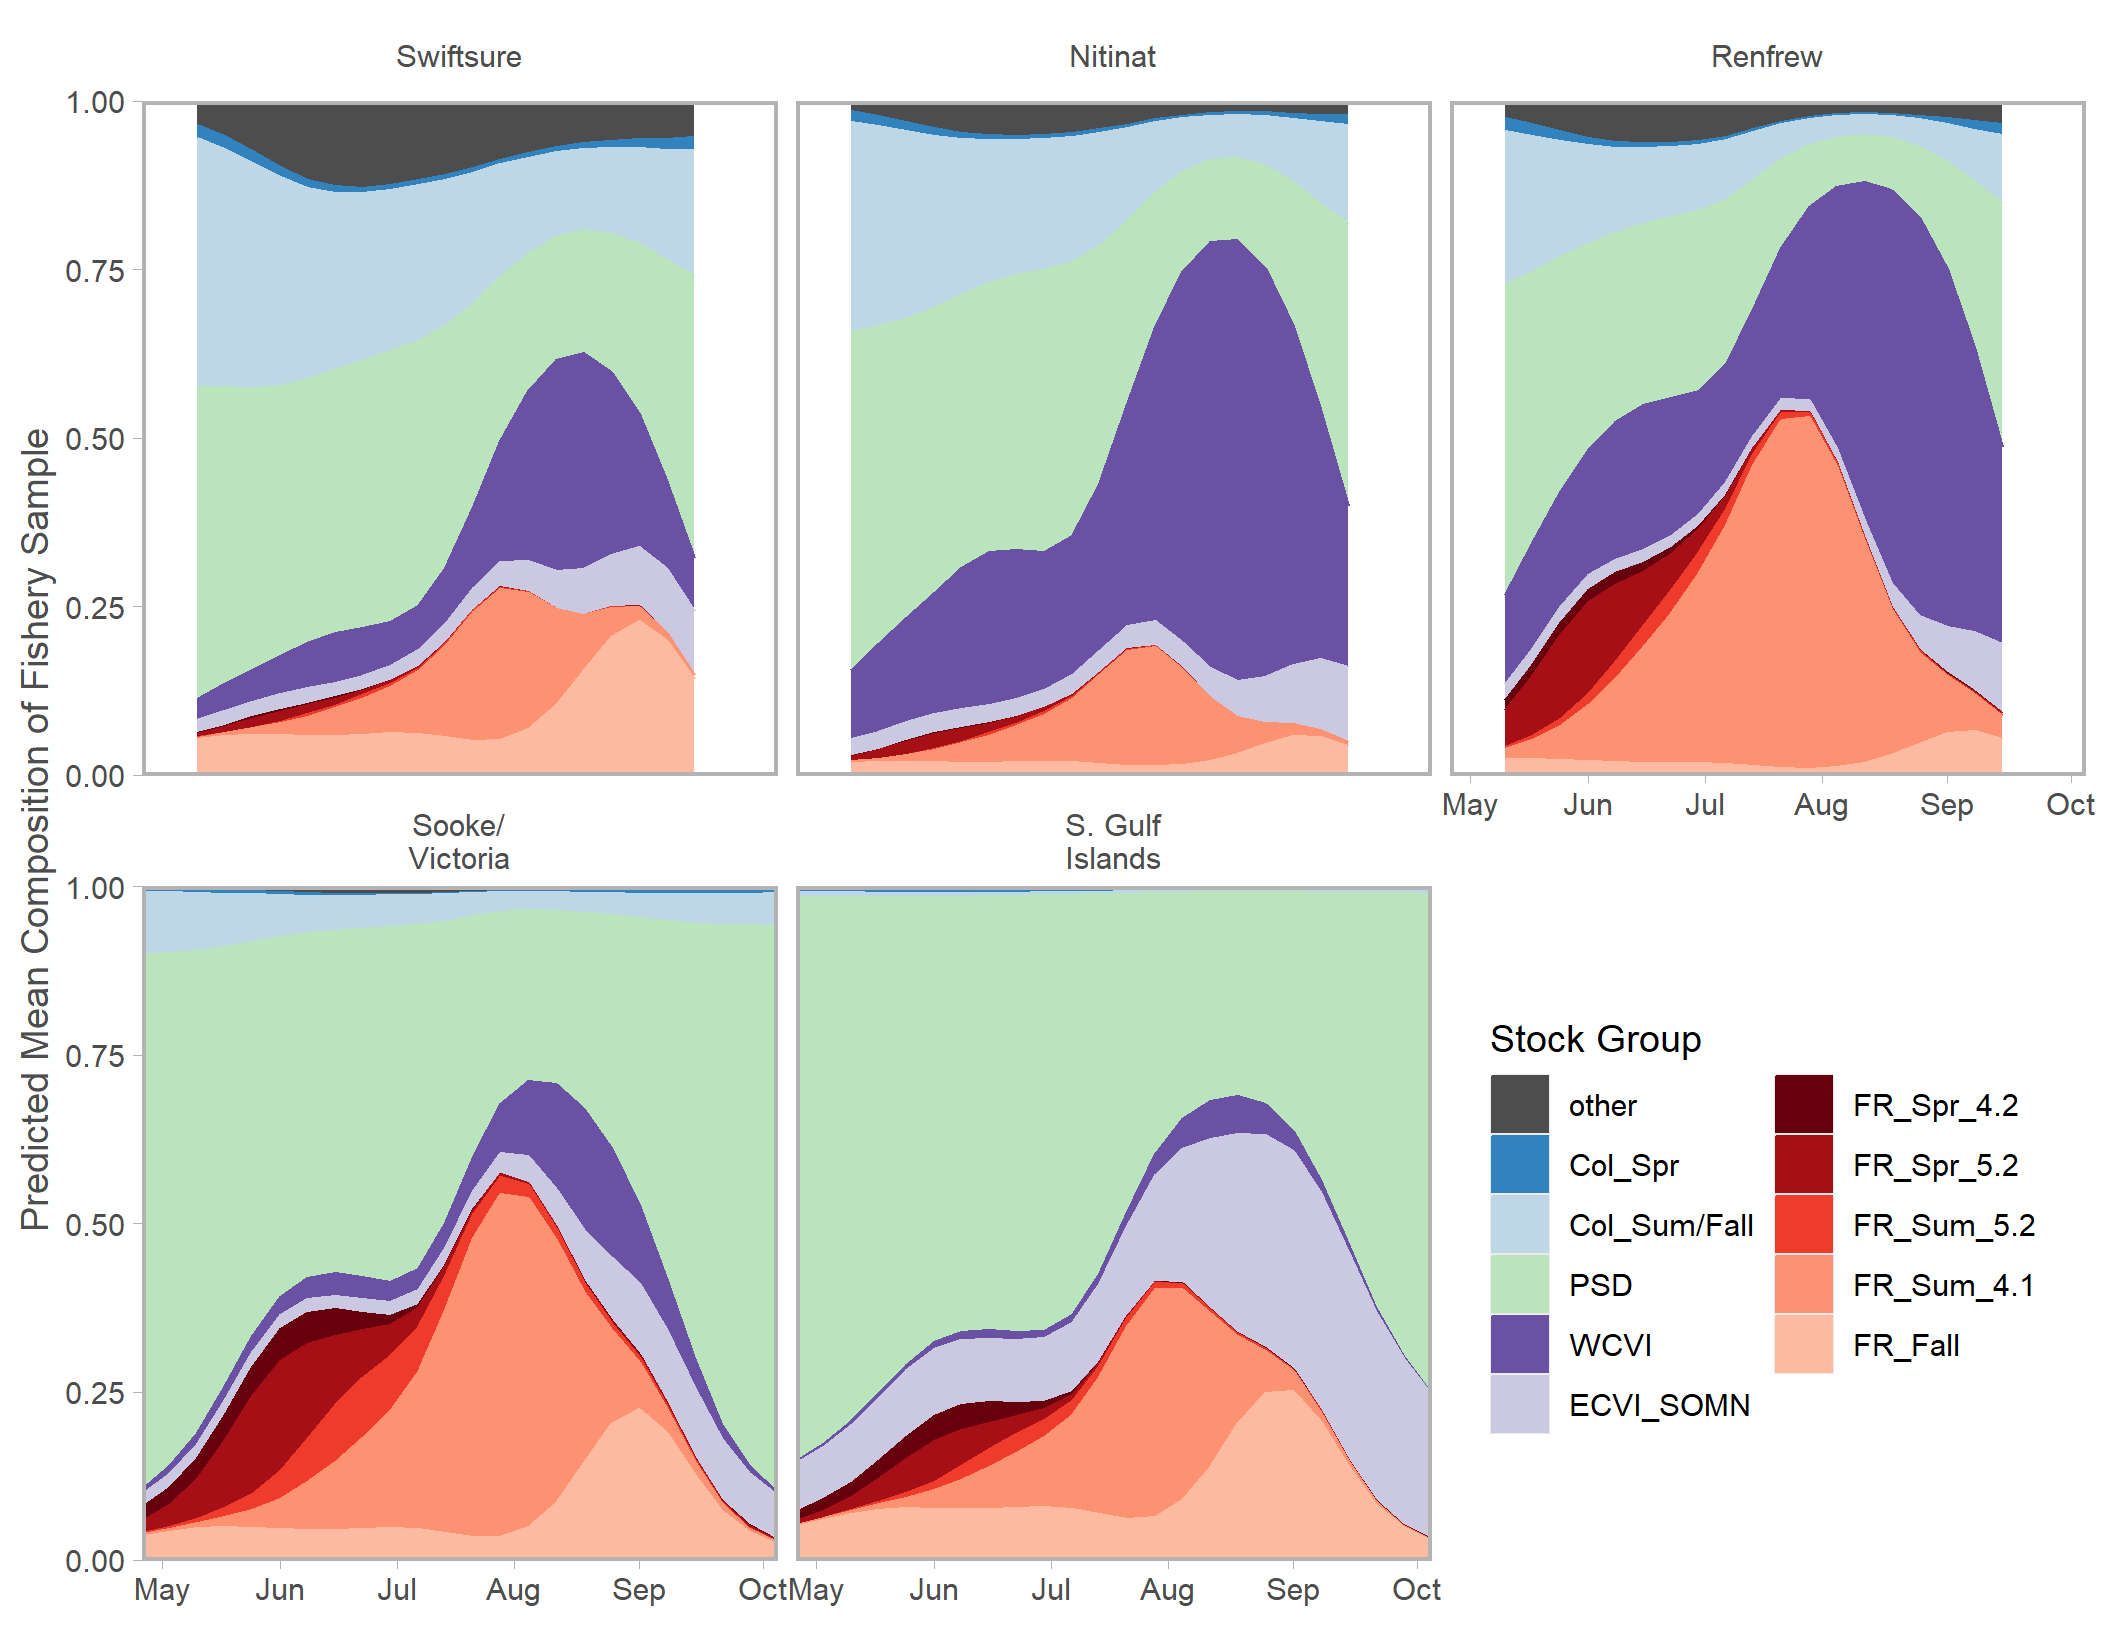 Swiftsure
Nitinat
Renfrew
1.00
0.75
0.50
0.25
0.00
May Jun Jul Aug Sep Oct
Predicted Mean Composition of Fishery Sample
Sooke/
Victoria
S. Gulf
Islands
1.00
0.75
0.50
0.25
0.00
May Jun Jul Aug Sep Oct
May Jun Jul Aug Sep Oct
Stock Group
other
Col_Spr
Col_Sum/Fall
PSD
WCVI
ECVI_SOMN
FR_Spr_4.2
FR_Spr_5.2
FR_Sum_5.2
FR_Sum_4.1
FR_Fall